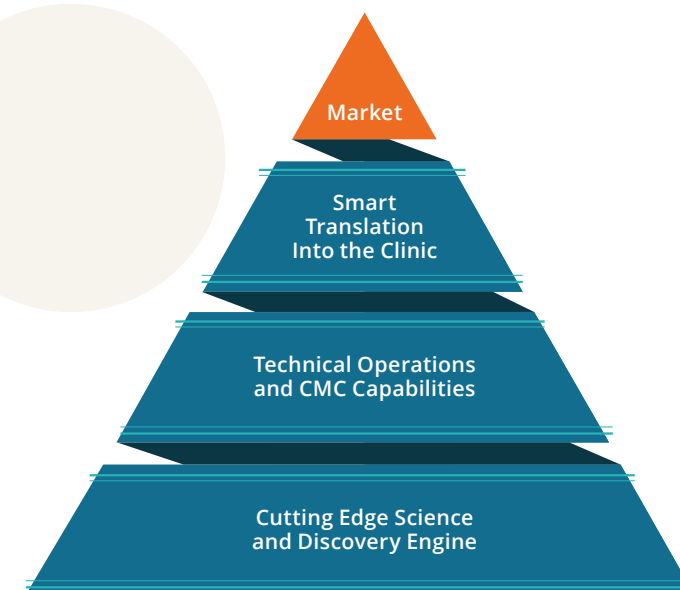 Market
Smart
Translation
Into the Clinic
Technical Operations
and CMC Capabilities
Cutting Edge Science
and Discovery Engine